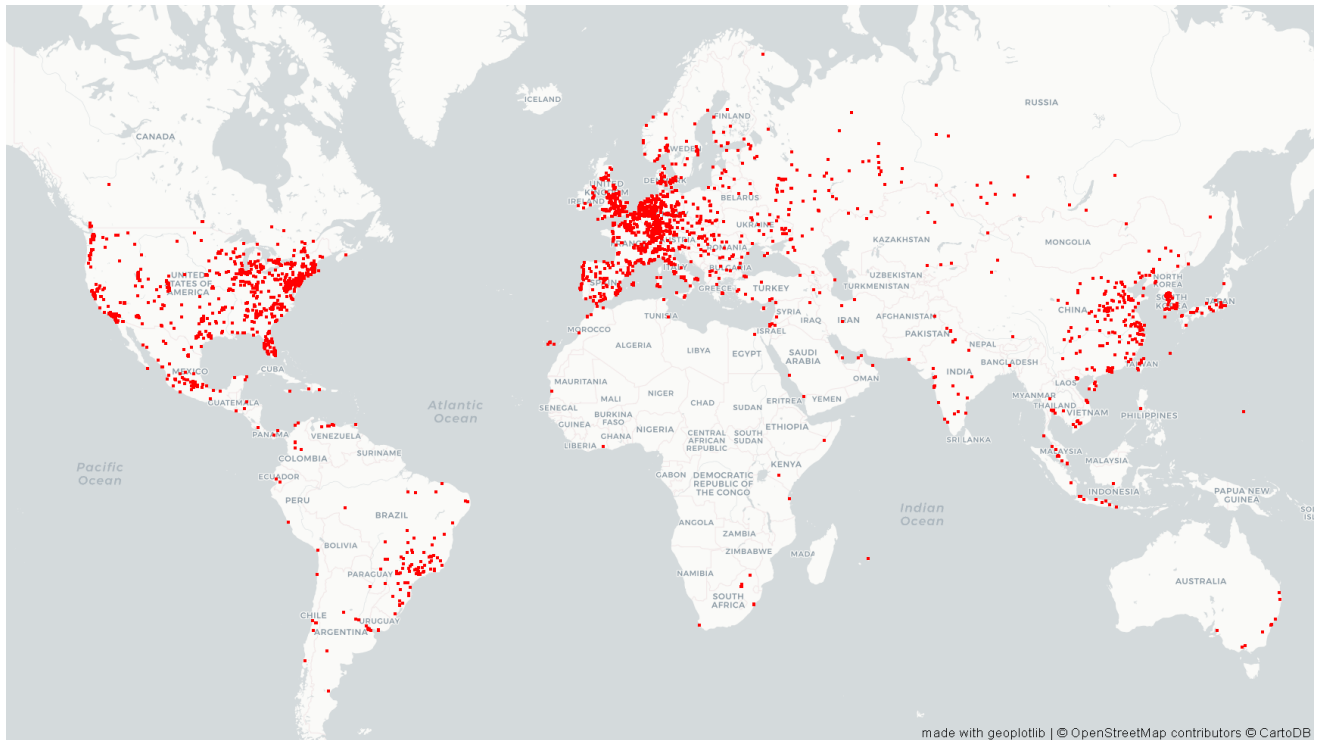 ICELAND
RUSSIA
FINLAND
CANADA
SWEDEN
UNITED
KINGDOM
IRELAND
BELARUS
UKRAINE
KAZAKHSTAN
MONGOLIA
ROMANIA
BULGARIA
UNITED
STATES OF
AMERICA
SPAIN
GREECE
TURKEY
UZBEKISTAN
TURKMENISTAN
NORTH
KOREA
SOUTH
KOREA
JAPAN
CHINA
TUNISIA
SYRIA
IRAQ
IRAN
AFGHANISTAN
MOROCCO
ISRAEL
PAKISTAN
ALGERIA
LIBYA
EGYPT
SAUDI
ARABIA
NEPAL
BANGLADESH
TAIWAN
MEXICO
CUBA
INDIA
OMAN
LAOS
MAURITANIA
NIGER
MALI
CHAD
SUDAN
ERITREA
YEMEN
MYANMAR
THAILAND
VIETNAM
PHILIPPINES
GUATEMALA
Atlantic
Ocean
SENEGAL
BURKINA
FASO
GUINEA
GHANA
NIGERIA
LIBERIA
CENTRAL
AFRICAN
REPUBLIC
SOUTH
SUDAN
ETHIOPIA
SRI LANKA
PANAMA
VENEZUELA
SURINAME
COLOMBIA
MALAYSIA
MALAYSIA
Pacific
Ocean
ECUADOR
GABON
DEMOCRATIC
REPUBLIC OF
THE CONGO
KENYA
INDONESIA
PAPUA NEW
GUINEA
PERU
BRAZIL
Indian
Ocean
ANGOLA
ZAMBIA
BOLIVIA
ZIMBABWE
MADA
PARAGUAY
NAMIBIA
AUSTRALIA
SOUTH
AFRICA
CHILE
URUGUAY
ARGENTINA
made with geoplotlib | © OpenStreetMap contributors © CartoDB